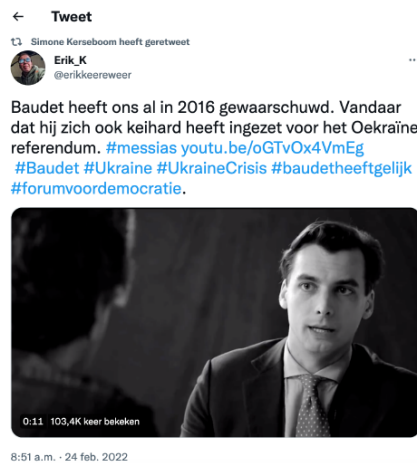 Tweet
Simone Kerseboom heeft geretweet
Erik_K
@erikkeereweer
Baudet heeft ons al in 2016 gewaarschuwd. Vandaar
dat hij zich ook keihard heeft ingezet voor het Oekraïne
referendum. #messias youtu.be/oGTvOx4VmEg
#Baudet #Ukraine #UkraineCrisis #baudetheeftgelijk
#forumvoordemocratie.
0:11 103,4K keer bekeken
8:51 a.m. · 24 feb. 2022